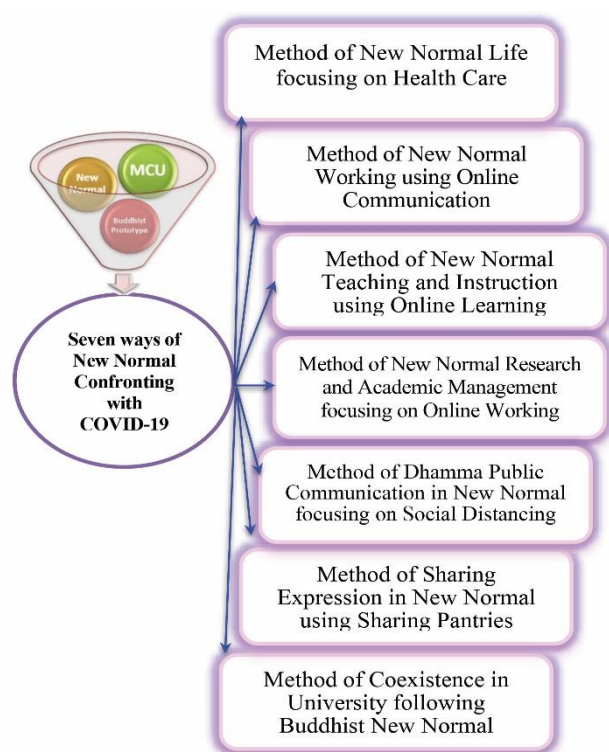 Method of New Normal Life
focusing on Health Care
Method of New Normal
Working using Online
Communication
New
Normal
MCU
Buddhist
Prototype
Method of New Normal
Teaching and Instruction
using Online Learning
Seven ways of
New Normal
Confronting
with
COVID-19
Method of New Normal Research
and Academic Management
focusing on Online Working
Method of Dhamma Public
Communication in New Normal
focusing on Social Distancing
Method of Sharing
Expression in New Normal
using Sharing Pantries
Method of Coexistence in
University following
Buddhist New Normal